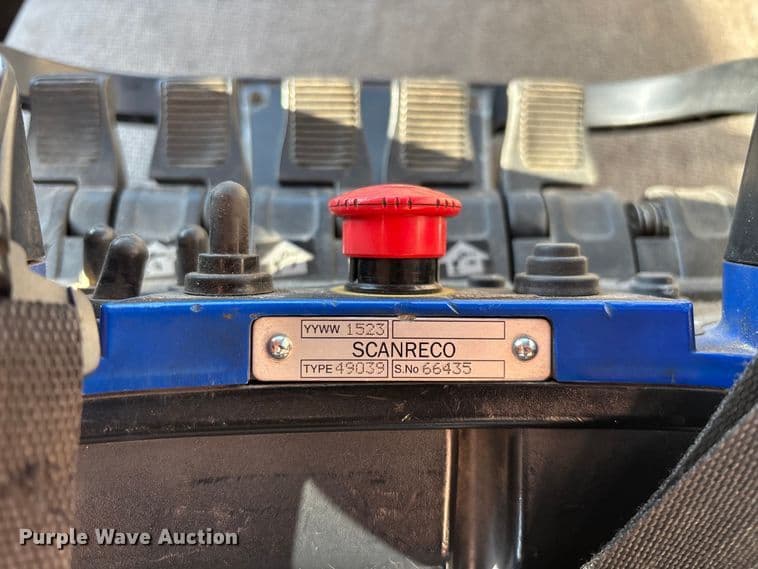 YYWW 1523
SCANRECO
TYPE 49039 S.No 66435
Purple Wave Auction